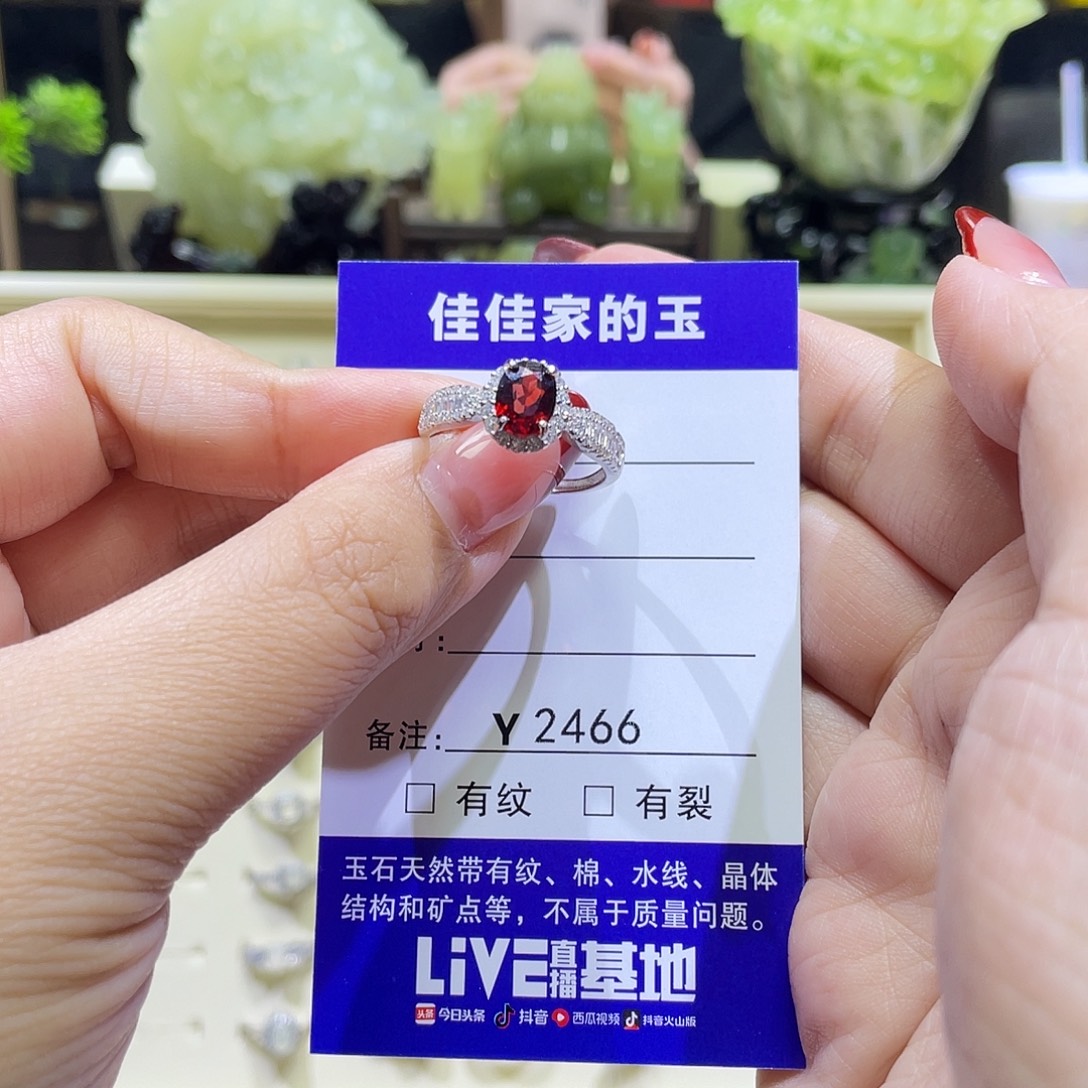 佳佳家的玉
:
备注: Y 2466
□ 有纹 □ 有裂
玉石天然带有纹、棉、水线、晶体
结构和矿点等，不属于质量问题。
LiVE直播基地
头条 今日头条 抖音 西瓜视频 抖音火山版